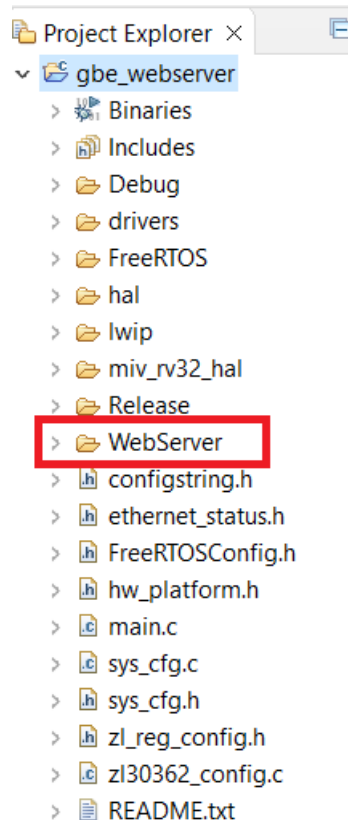 Project Explorer
gbe_webserver
Binaries
Includes
Debug
drivers
FreeRTOS
hal
lwip
miv_rv32_hal
Release
WebServer
configstring.h
ethernet_status.h
FreeRTOSConfig.h
hw_platform.h
main.c
sys_cfg.c
sys_cfg.h
zl_reg_config.h
zl30362_config.c
README.txt